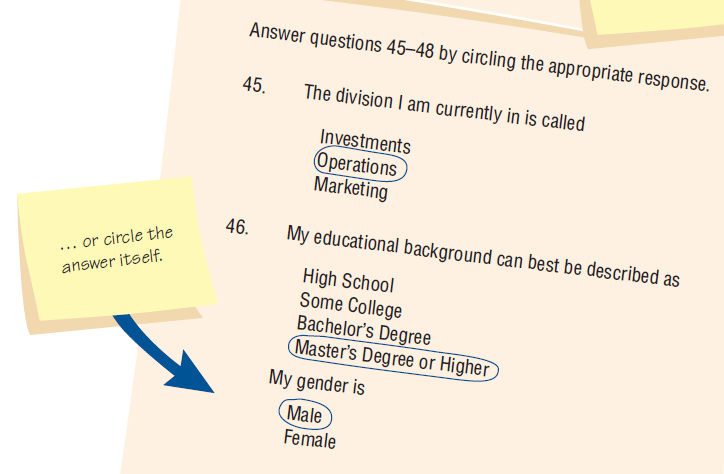 Answer questions 45–48 by circling the appropriate response.
45. The division I am currently in is called
Investments
Operations
Marketing
… or circle the
answer itself.
46. My educational background can best be described as
High School
Some College
Bachelor's Degree
Master's Degree or Higher
My gender is
Male
Female